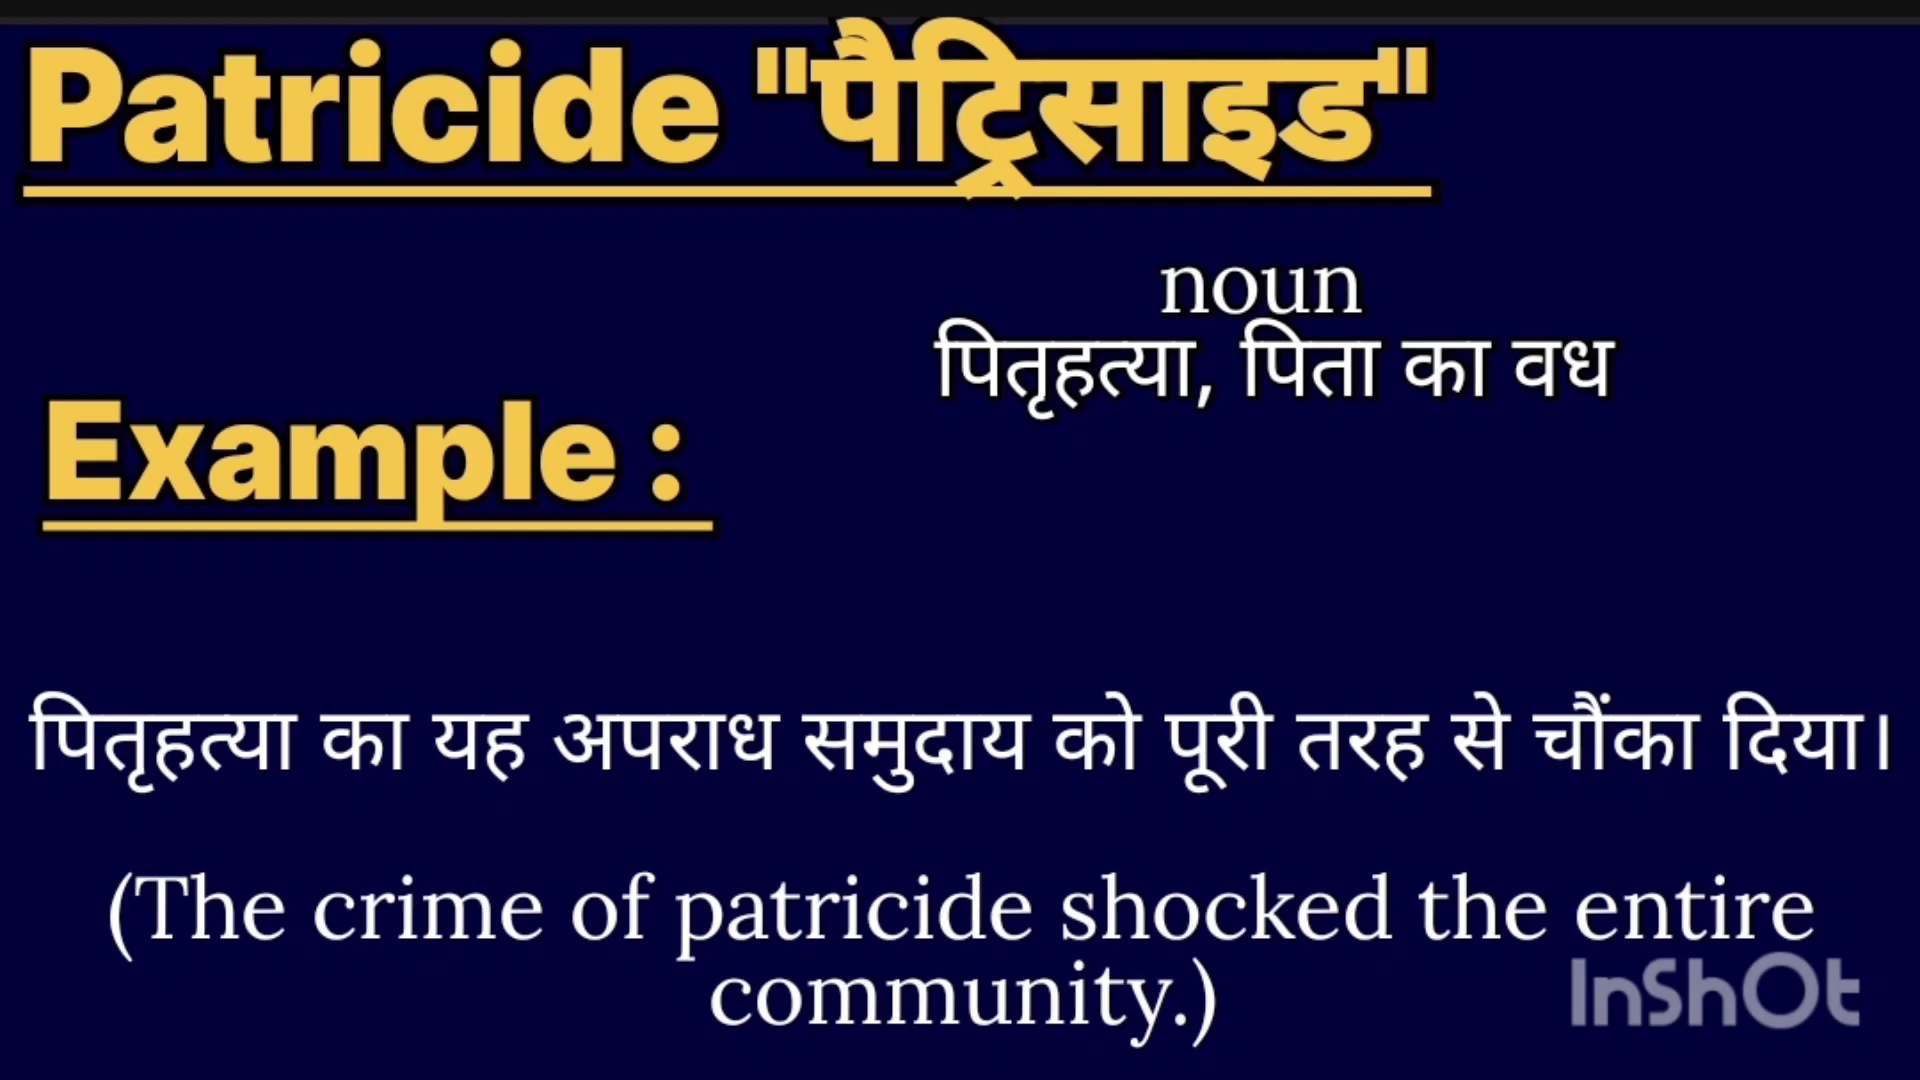 Patricide "पैट्रिसाइड"
noun
पितृहत्या, पिता का वध
Example :
पितृहत्या का यह अपराध समुदाय को पूरी तरह से चौंका दिया।
(The crime of patricide shocked the entire
community.)
InShOt